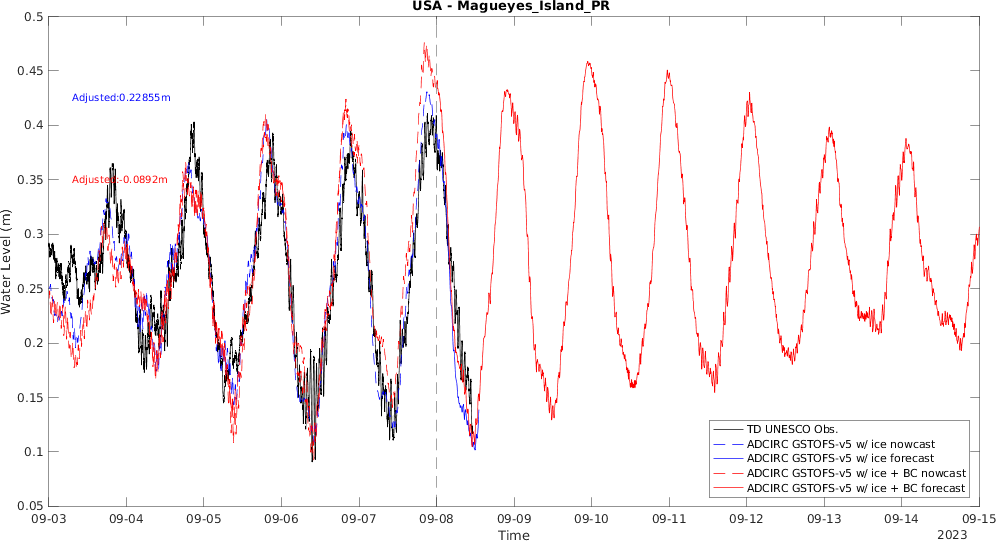 USA - Magueyes_Island_PR
0.5
0.45
0.4
0.35
0.3
0.25
0.2
0.15
0.1
0.05
Water Level (m)
Adjusted:0.22855m
Adjusted:-0.0892m
TD UNESCO Obs.
ADCIRC GSTOFS-v5 w/ ice nowcast
ADCIRC GSTOFS-v5 w/ ice forecast
ADCIRC GSTOFS-v5 w/ ice + BC nowcast
ADCIRC GSTOFS-v5 w/ ice + BC forecast
09-03 09-04 09-05 09-06 09-07 09-08 09-09 09-10 09-11 09-12 09-13 09-14 09-15
Time
2023